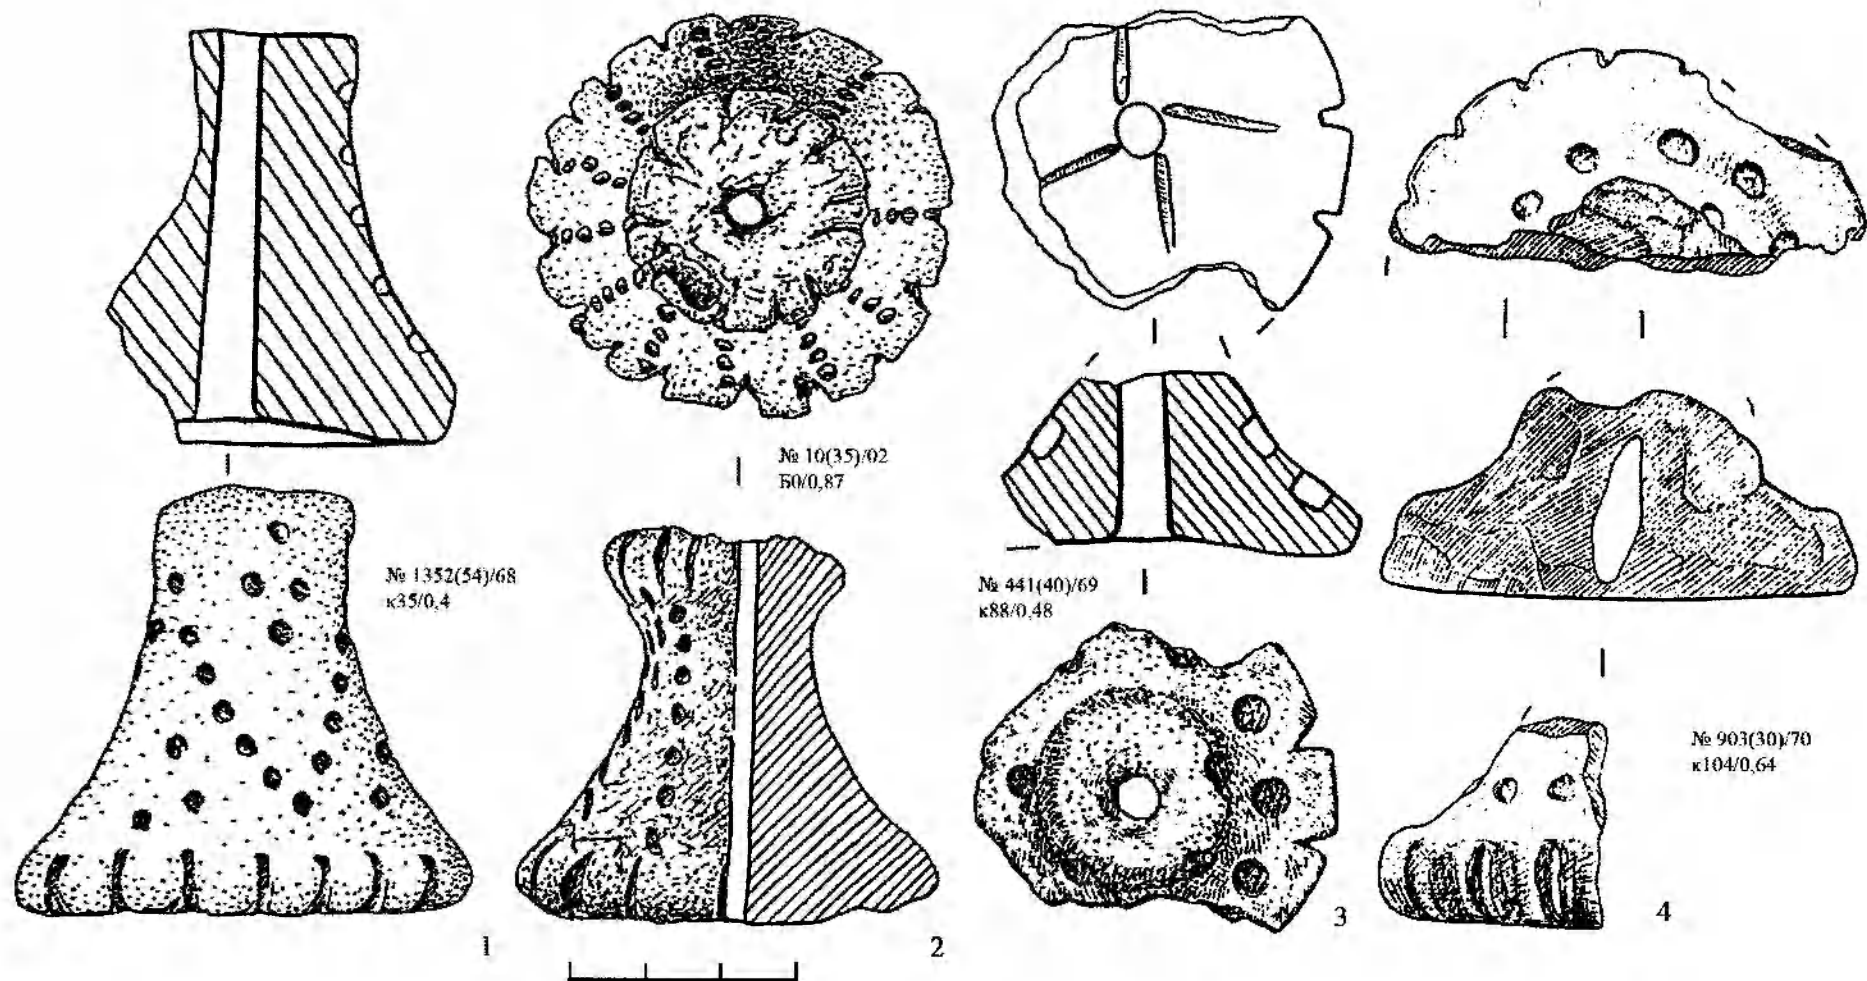 № 10(35)/02
Б0/0,87
№ 1352(54)/68
к35/0,4
№ 441(40)/69
к88/0,48
№ 903(30)/70
к104/0,64
1
2
3
4